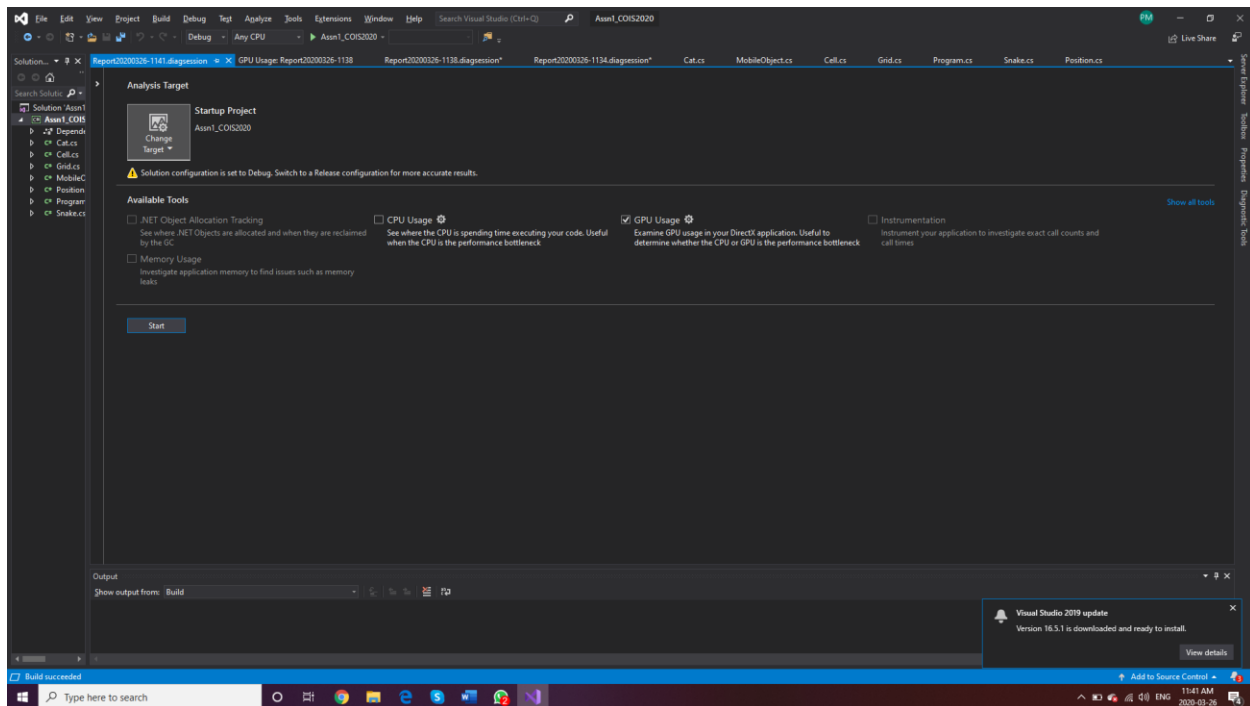 File Edit View Project Build Debug Test Analyze Tools Extensions Window Help Search Visual Studio (Ctrl+Q) Assn1_COIS2020 PM
Debug Any CPU Assn1_COIS2020 Live Share
Solution... Report20200326-1141.diagsession GPU Usage: Report20200326-1138 Report20200326-1138.diagsession* Report20200326-1134.diagsession* Cat.cs MobileObject.cs Cell.cs Grid.cs Program.cs Snake.cs Position.cs
Search Solutic
Solution 'Assn1
Assn1_COIS
Depende
Cat.cs
Cell.cs
Grid.cs
MobileC
Position
Program
Snake.cs
Analysis Target
Change
Target
Startup Project
Assn1_COIS2020
Solution configuration is set to Debug. Switch to a Release configuration for more accurate results.
Available Tools
Show all tools
.NET Object Allocation Tracking
See where .NET Objects are allocated and when they are reclaimed
by the GC
CPU Usage
See where the CPU is spending time executing your code. Useful
when the CPU is the performance bottleneck
GPU Usage
Examine GPU usage in your DirectX application. Useful to
determine whether the CPU or GPU is the performance bottleneck
Instrumentation
Instrument your application to investigate exact call counts and
call times
Memory Usage
Investigate application memory to find issues such as memory
leaks
Start
Server Explorer
Toolbox
Properties
Diagnostic Tools
Output
Show output from: Build
Visual Studio 2019 update
Version 16.5.1 is downloaded and ready to install.
View details
Build succeeded
Add to Source Control
3
Type here to search
ENG
11:41 AM
2020-03-26